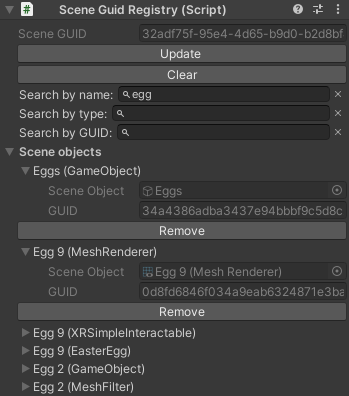 Scene Guid Registry (Script)
Scene GUID 32adf75f-95e4-4d65-b9d0-b2d8bf
Update
Clear
Search by name: egg
Search by type:
Search by GUID:
Scene objects
Eggs (GameObject)
Scene Object Eggs
GUID 34a4386adba3437e94bbbf9c5d8c
Remove
Egg 9 (MeshRenderer)
Scene Object Egg 9 (Mesh Renderer)
GUID 0d8fd6846f034a9eab6324871e3ba
Remove
Egg 9 (XRSimpleInteractable)
Egg 9 (EasterEgg)
Egg 2 (GameObject)
Egg 2 (MeshFilter)